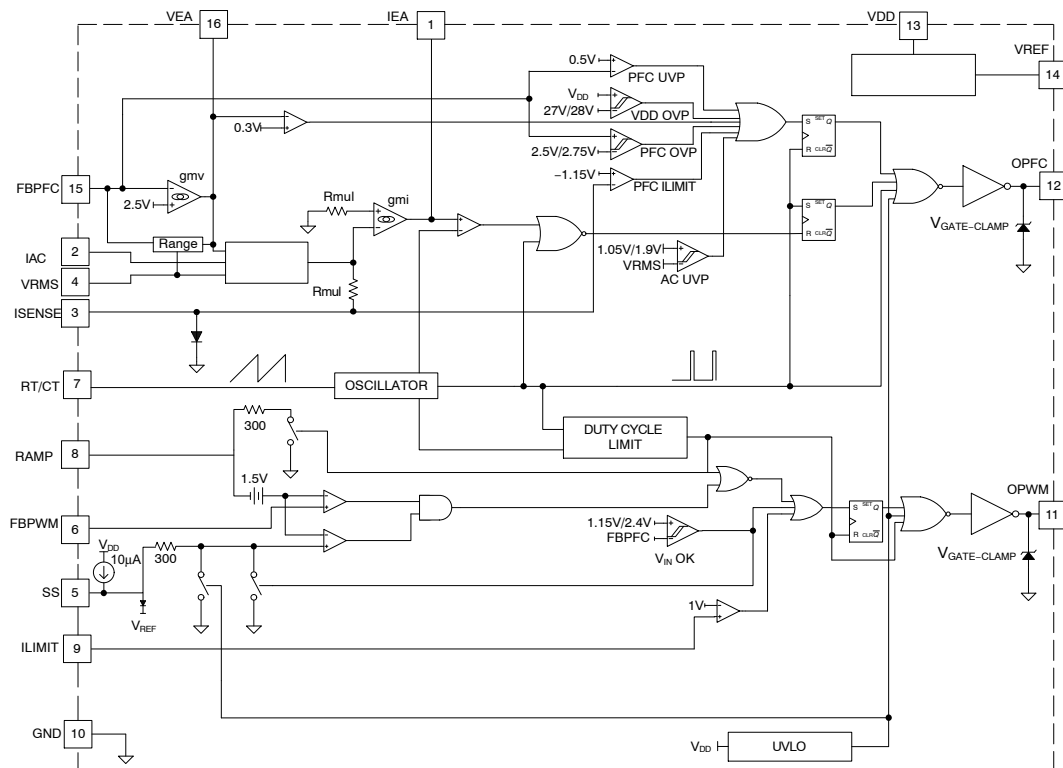 VEA
16
IEA
1
VDD
13
VREF
14
0.5V
PFC UVP
VDD
27V/28V
VDD OVP
0.3V
2.5V/2.75V
PFC OVP
S SET Q
R CLR Q
FBPFC
15
gmv
2.5V
-1.15V
PFC ILIMIT
OPFC
12
Rmul
gmi
S SET Q
R CLR Q
VGATE-CLAMP
Range
IAC
2
1.05V/1.9V
VRMS
AC UVP
VRMS
4
Rmul
ISENSE
3
RT/CT
7
OSCILLATOR
300
DUTY CYCLE
LIMIT
RAMP
8
1.5V
OPWM
11
S SET Q
R CLR Q
FBPWM
6
1.15V/2.4V
FBPFC
VIN OK
VDD
10µA
300
VGATE-CLAMP
SS
5
VREF
1V
ILIMIT
9
GND
10
VDD
UVLO